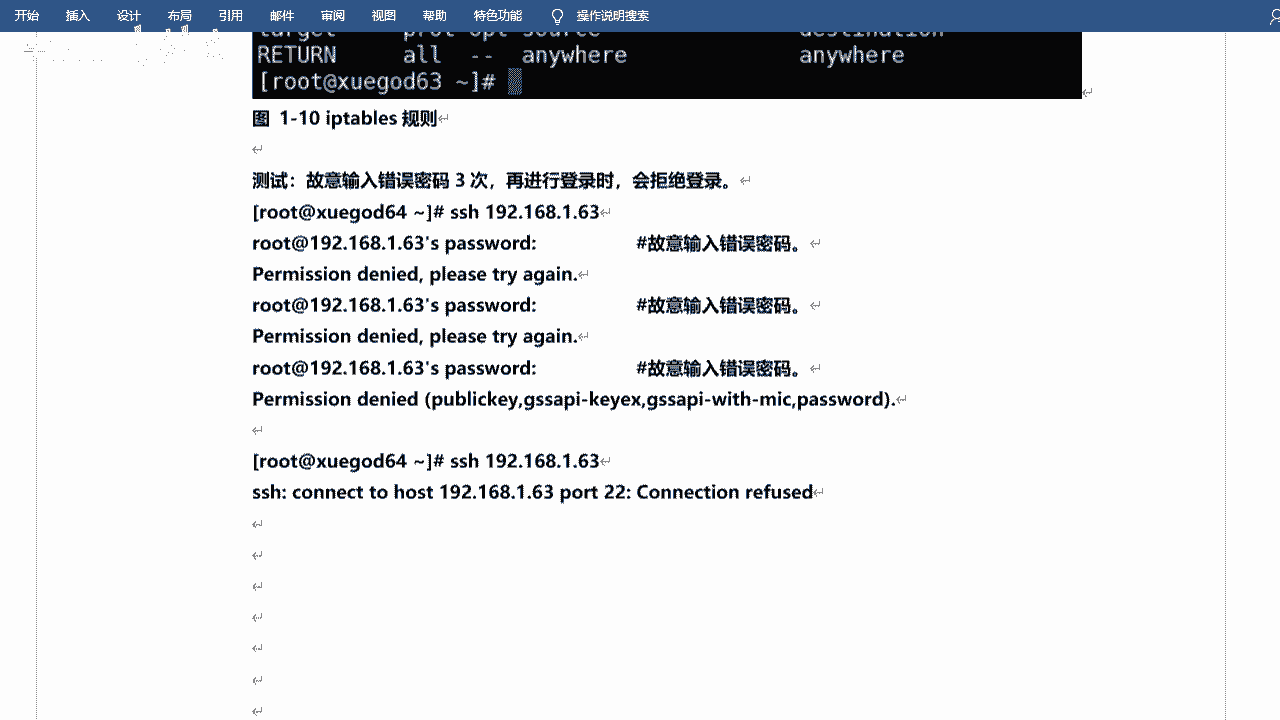 开始 插入 设计 布局 引用 邮件 审阅 视图 帮助 特色功能 操作说明搜索
target prot opt source destination
RETURN all -- anywhere anywhere
[root@xuegod63 ~]#
图 1-10 iptables 规则
测试：故意输入错误密码 3 次，再进行登录时，会拒绝登录。
[root@xuegod64 ~]# ssh 192.168.1.63
root@192.168.1.63's password: #故意输入错误密码。
Permission denied, please try again.
root@192.168.1.63's password: #故意输入错误密码。
Permission denied, please try again.
root@192.168.1.63's password: #故意输入错误密码。
Permission denied (publickey,gssapi-keyex,gssapi-with-mic,password).
[root@xuegod64 ~]# ssh 192.168.1.63
ssh: connect to host 192.168.1.63 port 22: Connection refused